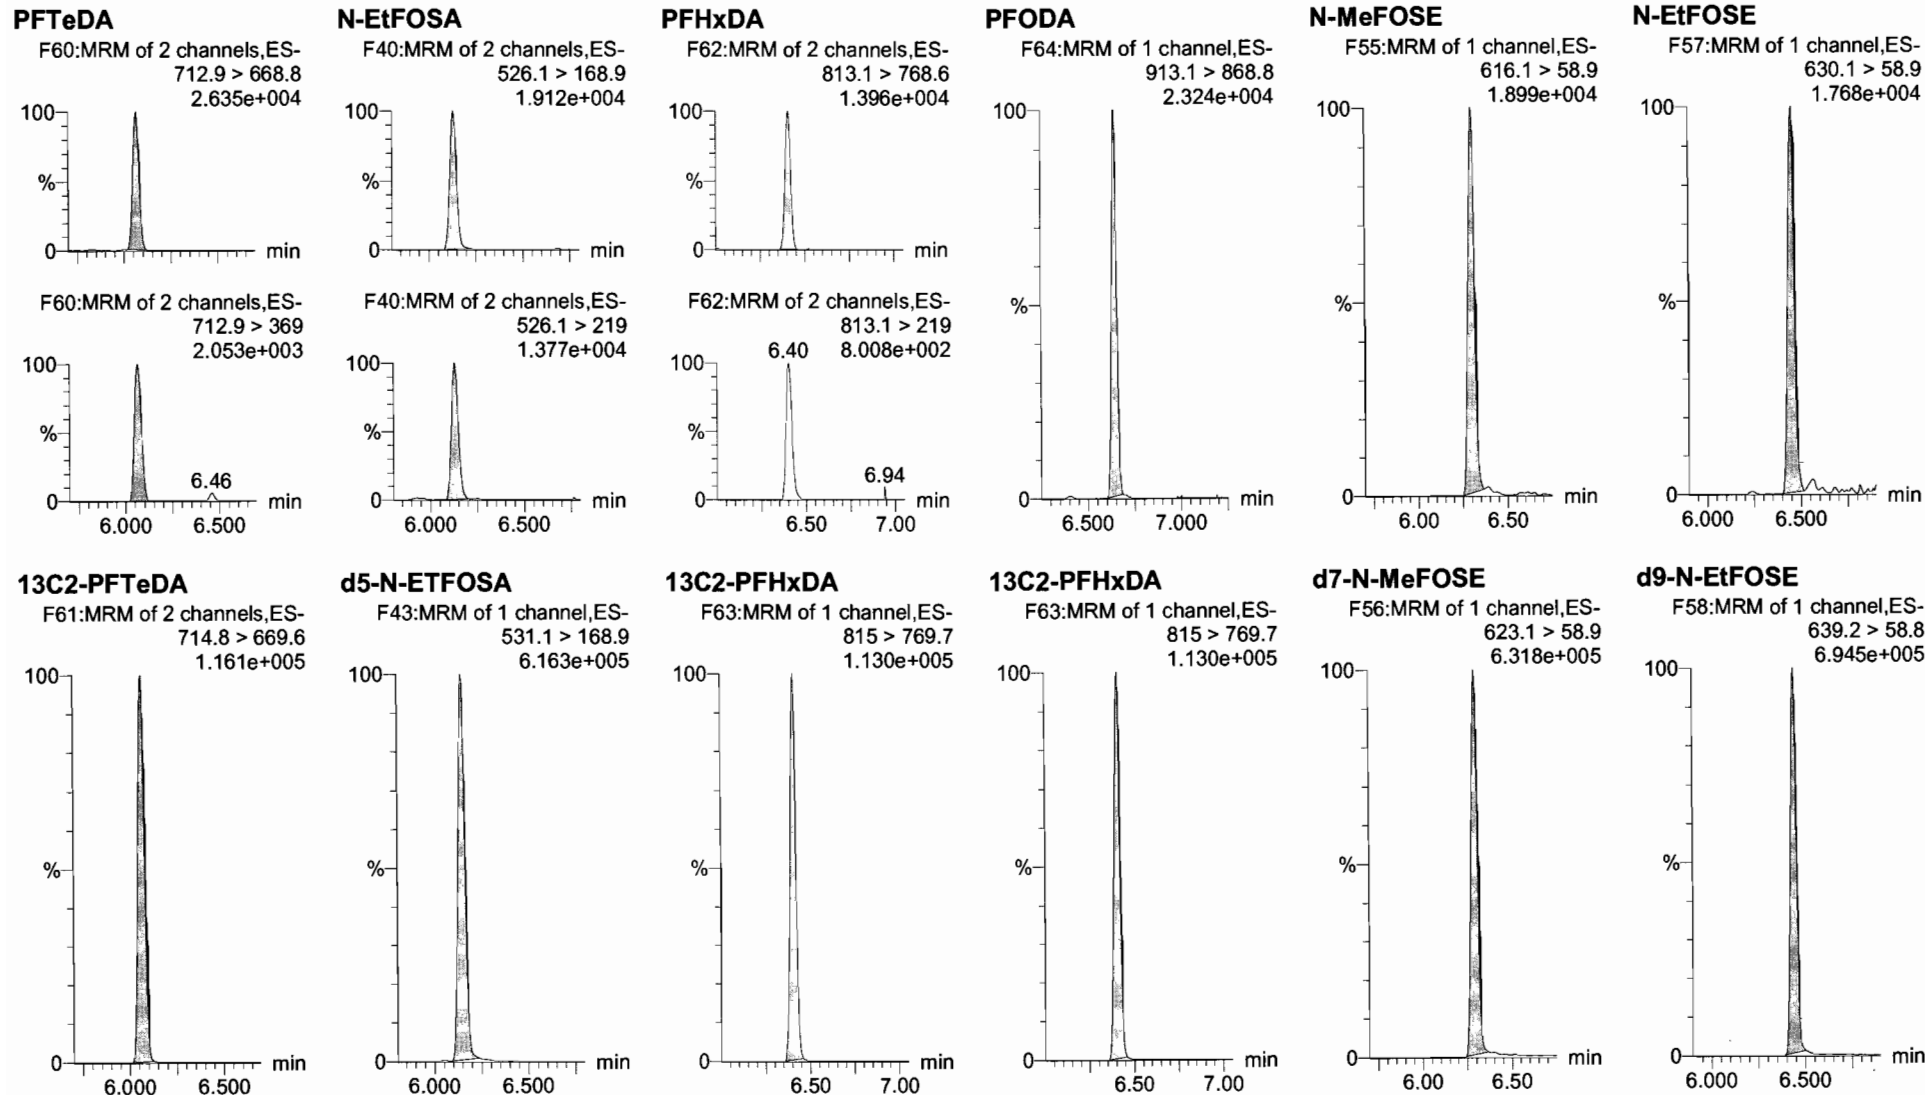 PFTeDA
F60:MRM of 2 channels,ES-
712.9 > 668.8
2.635e+004
100
%
0
min
F60:MRM of 2 channels,ES-
712.9 > 369
2.053e+003
100
%
6.46
0
min
6.000 6.500
N-EtFOSA
F40:MRM of 2 channels,ES-
526.1 > 168.9
1.912e+004
100
%
0
min
F40:MRM of 2 channels,ES-
526.1 > 219
1.377e+004
100
%
0
min
6.000 6.500
PFHxDA
F62:MRM of 2 channels,ES-
813.1 > 768.6
1.396e+004
100
%
0
min
F62:MRM of 2 channels,ES-
813.1 > 219
6.40 8.008e+002
100
%
6.94
0
min
6.50 7.00
PFODA
F64:MRM of 1 channel,ES-
913.1 > 868.8
2.324e+004
100
%
0
min
6.500 7.000
N-MeFOSE
F55:MRM of 1 channel,ES-
616.1 > 58.9
1.899e+004
100
%
0
min
6.00 6.50
N-EtFOSE
F57:MRM of 1 channel,ES-
630.1 > 58.9
1.768e+004
100
%
0
min
6.000 6.500
13C2-PFTeDA
F61:MRM of 2 channels,ES-
714.8 > 669.6
1.161e+005
100
%
0
min
6.000 6.500
d5-N-ETFOSA
F43:MRM of 1 channel,ES-
531.1 > 168.9
6.163e+005
100
%
0
min
6.000 6.500
13C2-PFHxDA
F63:MRM of 1 channel,ES-
815 > 769.7
1.130e+005
100
%
0
min
6.50 7.00
13C2-PFHxDA
F63:MRM of 1 channel,ES-
815 > 769.7
1.130e+005
100
%
0
min
6.50 7.00
d7-N-MeFOSE
F56:MRM of 1 channel,ES-
623.1 > 58.9
6.318e+005
100
%
0
min
6.00 6.50
d9-N-EtFOSE
F58:MRM of 1 channel,ES-
639.2 > 58.8
6.945e+005
100
%
0
min
6.000 6.500